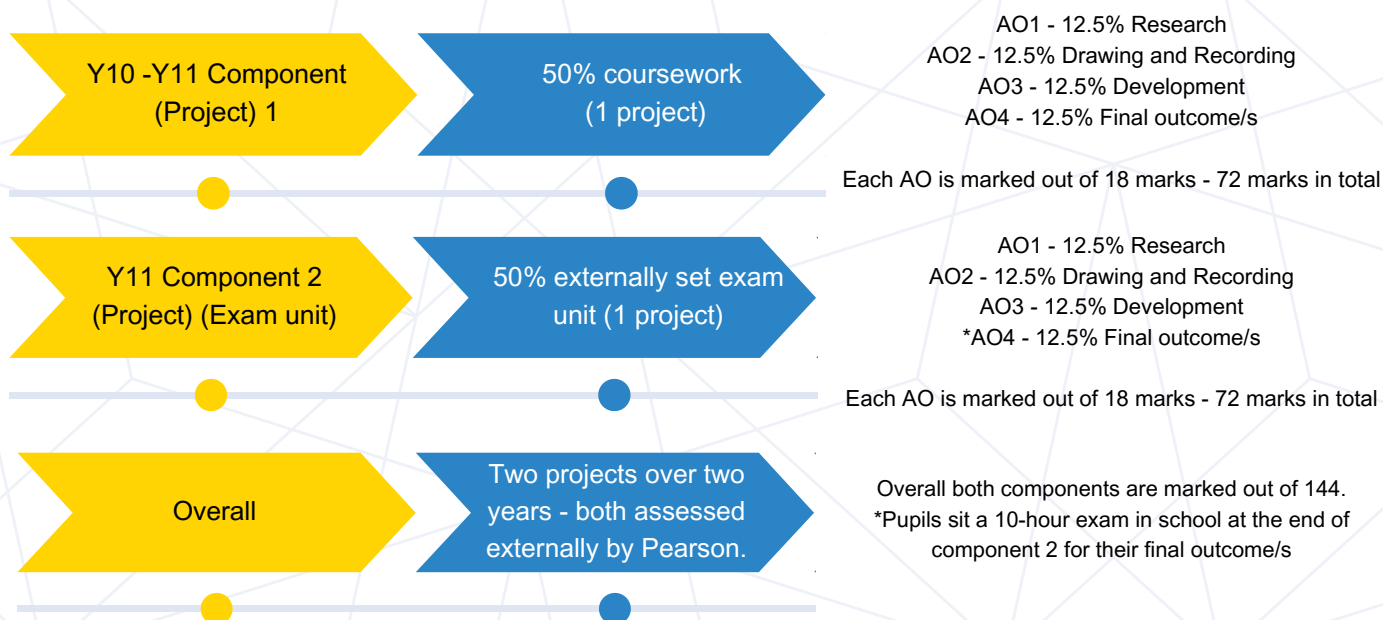 Y10 -Y11 Component
(Project) 1
50% coursework
(1 project)
AO1 - 12.5% Research
AO2 - 12.5% Drawing and Recording
AO3 - 12.5% Development
AO4 - 12.5% Final outcome/s
Each AO is marked out of 18 marks - 72 marks in total
Y11 Component 2
(Project) (Exam unit)
50% externally set exam
unit (1 project)
AO1 - 12.5% Research
AO2 - 12.5% Drawing and Recording
AO3 - 12.5% Development
*AO4 - 12.5% Final outcome/s
Each AO is marked out of 18 marks - 72 marks in total
Overall
Two projects over two
years - both assessed
externally by Pearson.
Overall both components are marked out of 144.
*Pupils sit a 10-hour exam in school at the end of
component 2 for their final outcome/s